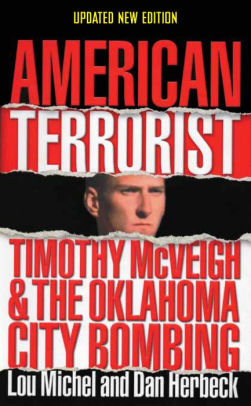 UPDATED NEW EDITION
AMERICAN
TERRORIST
TIMOTHY McVEIGH
& THE OKLAHOMA
CITY BOMBING
Lou Michel and Dan Herbeck